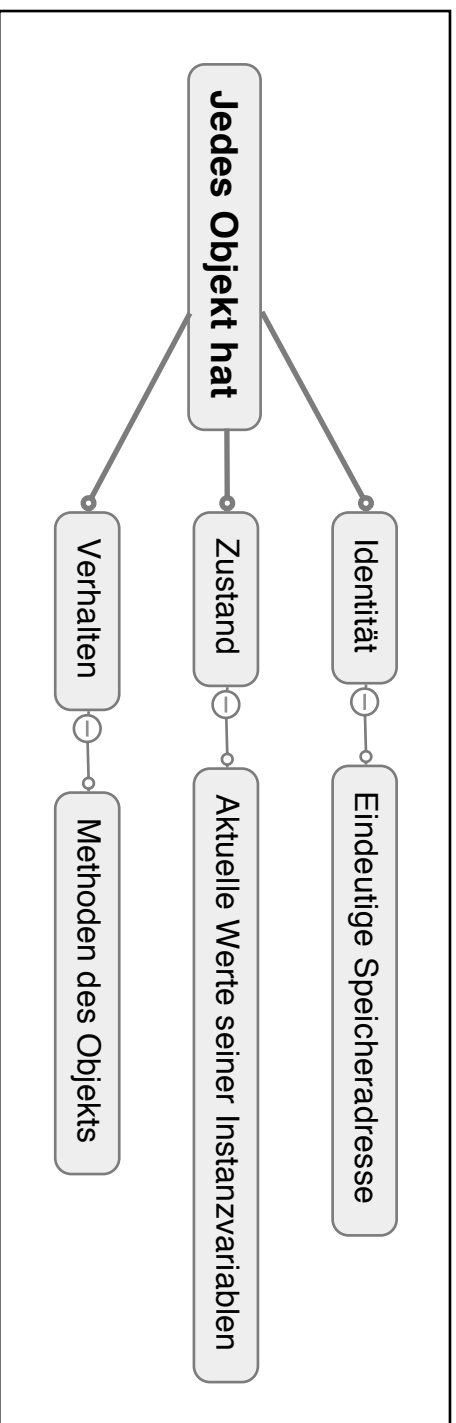 Jedes Objekt hat
Identität
Eindeutige Speicheradresse
Zustand
Aktuelle Werte seiner Instanzvariablen
Verhalten
Methoden des Objekts